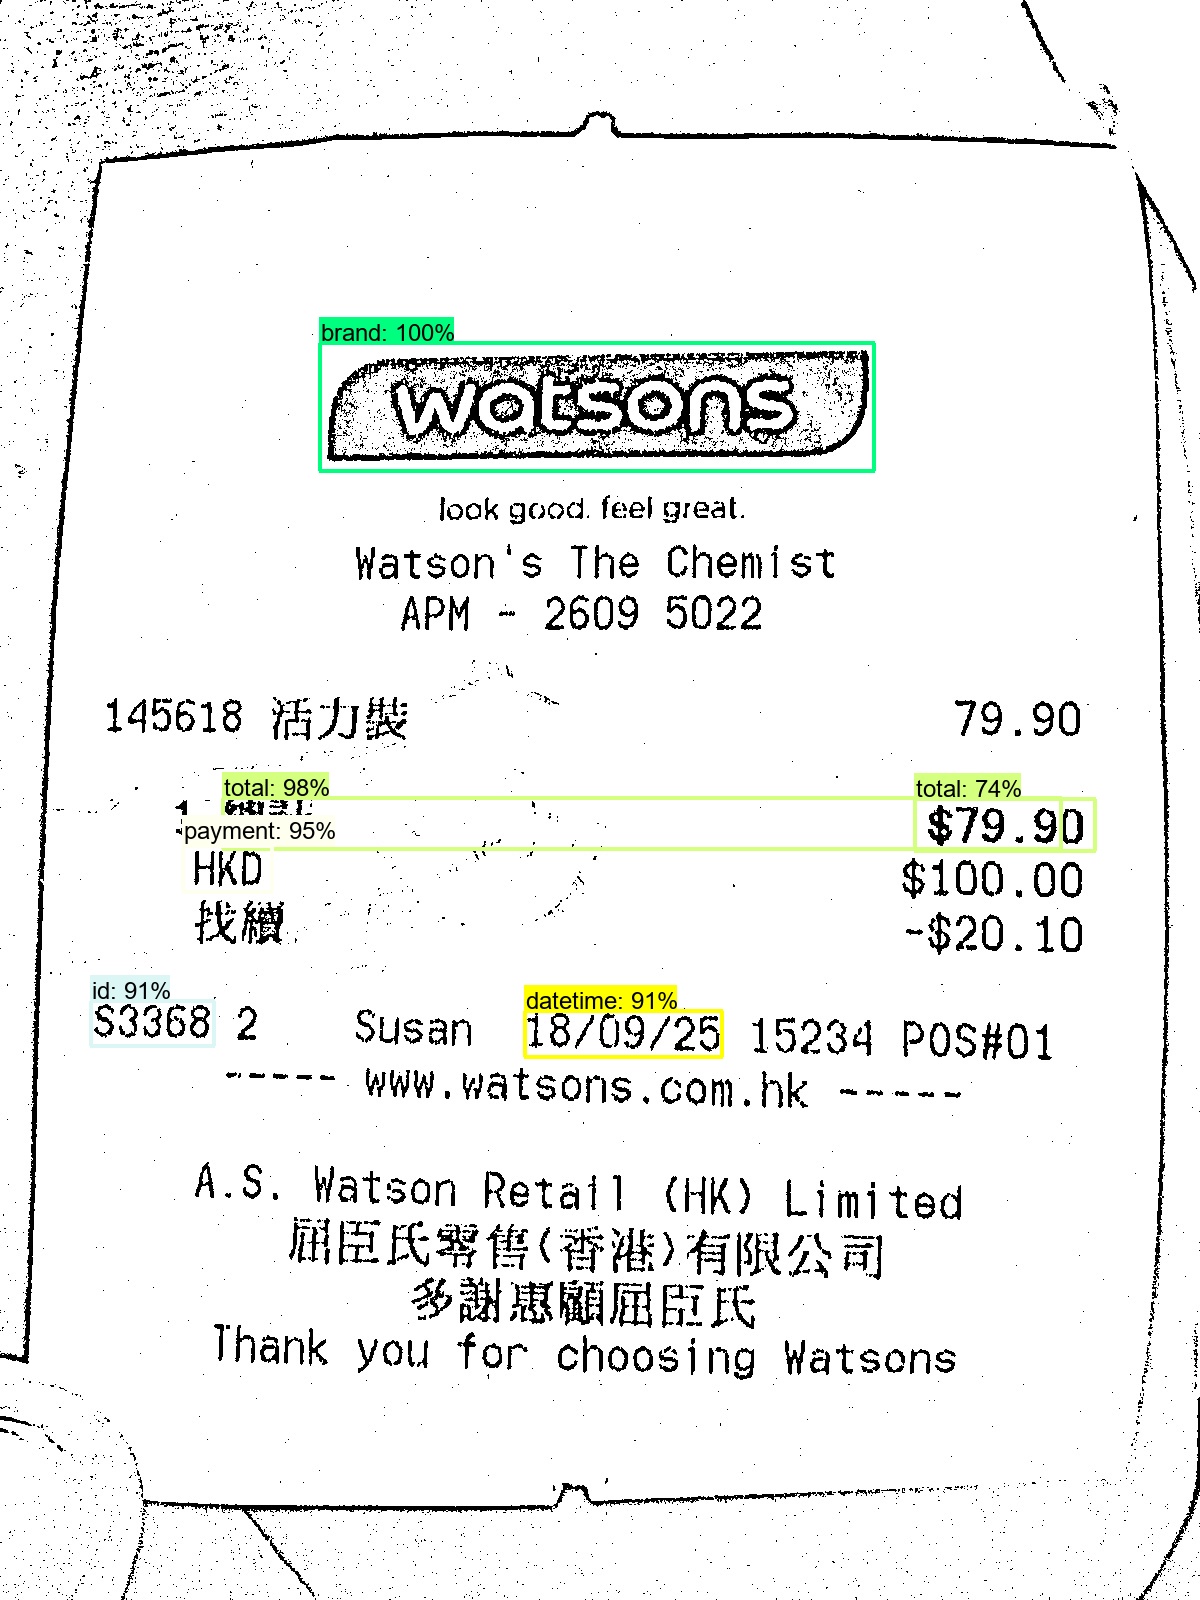 brand: 100%
watsons
look good. feel great.
Watson's The Chemist
APM - 2609 5022
145618 活力裝 79.90
total: 98% total: 74%
$79.90
payment: 95%
HKD $100.00
找續 -$20.10
id: 91% datetime: 91%
S3368 2 Susan 18/09/25 15234 POS#01
----- www.watsons.com.hk -----
A.S. Watson Retail (HK) Limited
屈臣氏零售(香港)有限公司
多謝惠顧屈臣氏
Thank you for choosing Watsons